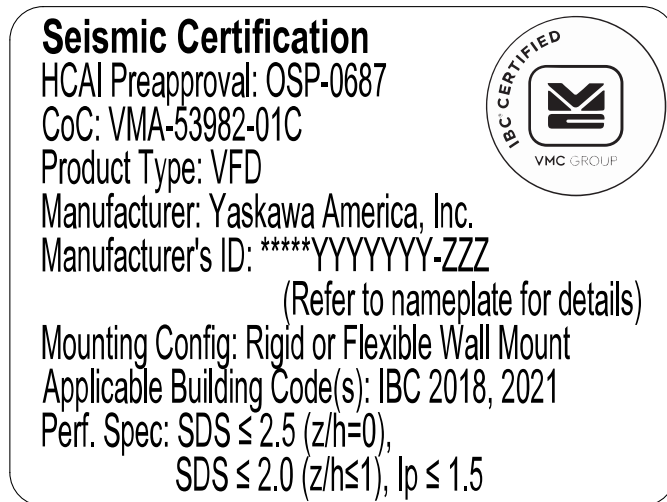 Seismic Certification
HCAI Preapproval: OSP-0687
CoC: VMA-53982-01C
Product Type: VFD
Manufacturer: Yaskawa America, Inc.
Manufacturer's ID: *****YYYYYYY-ZZZ
(Refer to nameplate for details)
Mounting Config: Rigid or Flexible Wall Mount
Applicable Building Code(s): IBC 2018, 2021
Perf. Spec: SDS ≤ 2.5 (z/h=0),
SDS ≤ 2.0 (z/h≤1), Ip ≤ 1.5
IBC® CERTIFIED
VMC GROUP